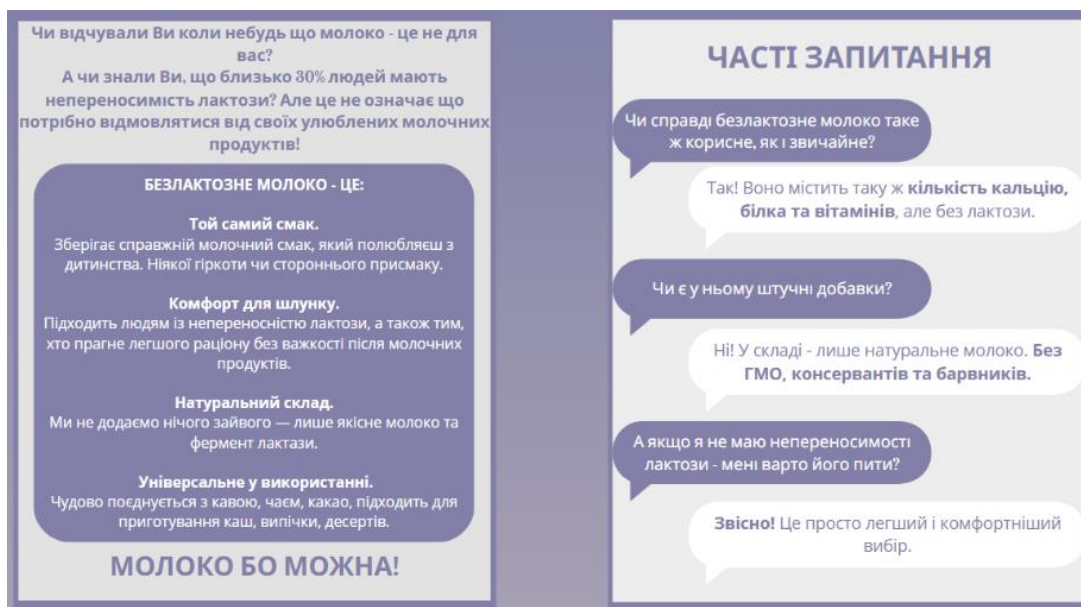 Чи відчували Ви коли небудь що молоко - це не для
вас?
А чи знали Ви, що близько 30% людей мають
непереносимість лактози? Але це не означає що
потрібно відмовлятися від своїх улюблених молочних
продуктів!
БЕЗЛАКТОЗНЕ МОЛОКО - ЦЕ:
Той самий смак.
Зберігає справжній молочний смак, який полюбляєш з
дитинства. Ніякої гіркоти чи стороннього присмаку.
Комфорт для шлунку.
Підходить людям із непереносністю лактози, а також тим,
хто прагне легшого раціону без важкості після молочних
продуктів.
Натуральний склад.
Ми не додаємо нічого зайвого — лише якісне молоко та
фермент лактази.
Універсальне у використанні.
Чудово поєднується з кавою, чаєм, какао, підходить для
приготування каш, випічки, десертів.
МОЛОКО БО МОЖНА!
ЧАСТІ ЗАПИТАННЯ
Чи справді безлактозне молоко таке
ж корисне, як і звичайне?
Так! Воно містить таку ж кількість кальцію,
білка та вітамінів, але без лактози.
Чи є у ньому штучні добавки?
Ні! У складі - лише натуральне молоко. Без
ГМО, консервантів та барвників.
А якщо я не маю непереносимості
лактози - мені варто його пити?
Звісно! Це просто легший і комфортніший
вибір.